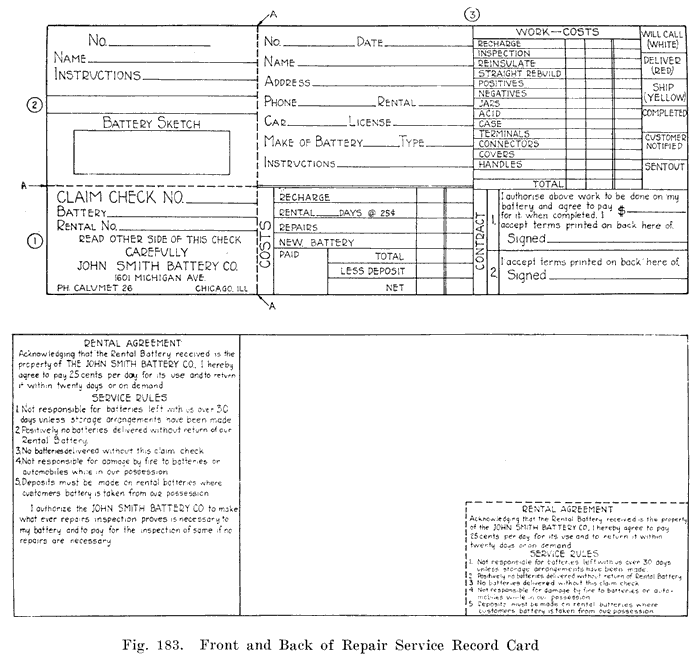 A
3
No.
NAME
INSTRUCTIONS
2
BATTERY SKETCH
A
CLAIM CHECK NO.
BATTERY
RENTAL No.
1
READ OTHER SIDE OF THIS CHECK
CAREFULLY
JOHN SMITH BATTERY CO.
1601 MICHIGAN AVE.
PH. CALUMET 26 CHICAGO, ILL
A
No. DATE
NAME
ADDRESS
PHONE RENTAL
CAR LICENSE
MAKE OF BATTERY TYPE
INSTRUCTIONS
COSTS
RECHARGE
RENTAL DAYS @ 25¢
REPAIRS
NEW BATTERY
PAID TOTAL
LESS DEPOSIT
NET
WORK—COSTS
RECHARGE
INSPECTION
REINSULATE
STRAIGHT REBUILD
POSITIVES
NEGATIVES
JARS
ACID
CASE
TERMINALS
CONNECTORS
COVERS
HANDLES
TOTAL
WILL CALL
(WHITE)
DELIVER
(RED)
SHIP
(YELLOW)
COMPLETED
CUSTOMER
NOTIFIED
SENT OUT
CONTRACT
1.
I authorise above work to be done on my
battery and agree to pay $
for it when completed. I
accept terms printed on back here of.
Signed
2.
I accept terms printed on back here of.
Signed
RENTAL AGREEMENT
Acknowledging that the Rental Battery received is the
property of THE JOHN SMITH BATTERY CO. I hereby
agree to pay 25 cents per day for its use and to return
it within twenty days or on demand
SERVICE RULES
1. Not responsible for batteries left with us over 30
days unless storage arrangements have been made
2. Positively no batteries delivered without return of our
Rental Battery.
3. No batteries delivered without this claim check
4. Not responsible for damage by fire to batteries or
automobiles while in our possession
5. Deposits must be made on rental batteries where
customers battery is taken from our possession
I authorize the JOHN SMITH BATTERY CO to make
what ever repairs inspection proves is necessary to
my battery and to pay for the inspection of same if no
repairs are necessary
RENTAL AGREEMENT
Acknowledging that the Rental Battery received is the property
of the JOHN SMITH BATTERY CO, I hereby agree to pay
25 cents per day for its use and to return it within
twenty days or on demand
SERVICE RULES
1. Not responsible for batteries left with us over 30 days
unless storage arrangements have been made.
2 Positively no batteries delivered without return of Rental Battery
3 No batteries delivered without this claim check
4 Not responsible for damage by fire to batteries or auto-
mobiles while in our possession
5 Deposits must be made on rental batteries where
customers battery is taken from our possession
Fig. 183. Front and Back of Repair Service Record Card